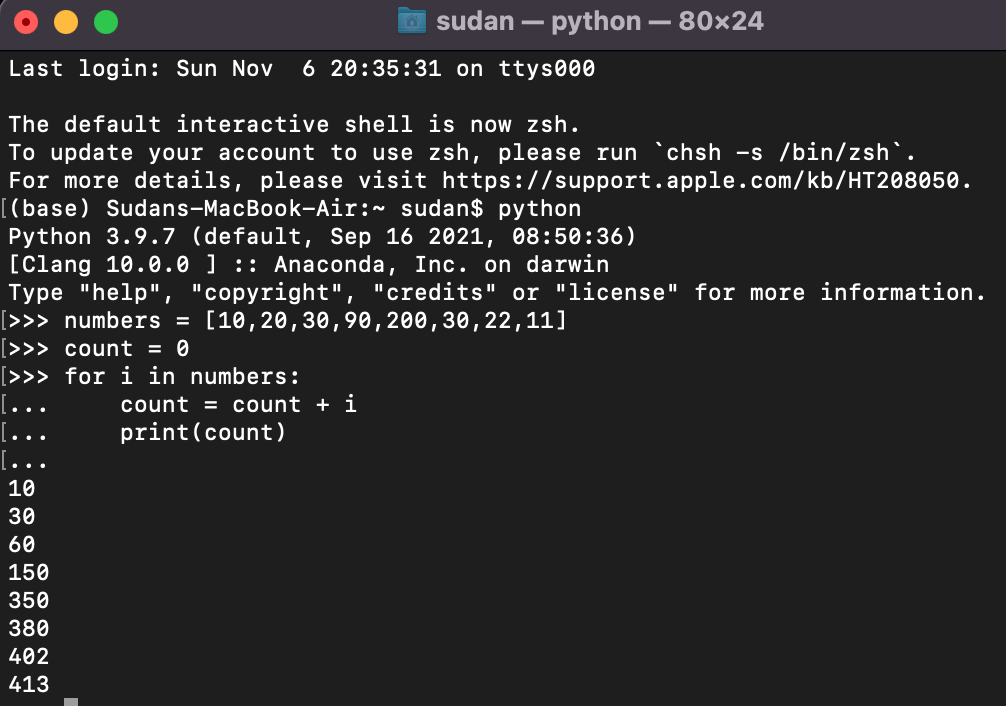 sudan — python — 80×24
Last login: Sun Nov  6 20:35:31 on ttys000

The default interactive shell is now zsh.
To update your account to use zsh, please run `chsh -s /bin/zsh`.
For more details, please visit https://support.apple.com/kb/HT208050.
[(base) Sudans-MacBook-Air:~ sudan$ python
Python 3.9.7 (default, Sep 16 2021, 08:50:36)
[Clang 10.0.0 ] :: Anaconda, Inc. on darwin
Type "help", "copyright", "credits" or "license" for more information.
[>>> numbers = [10,20,30,90,200,30,22,11]
[>>> count = 0
[>>> for i in numbers:
[...     count = count + i
[...     print(count)
[...
10
30
60
150
350
380
402
413